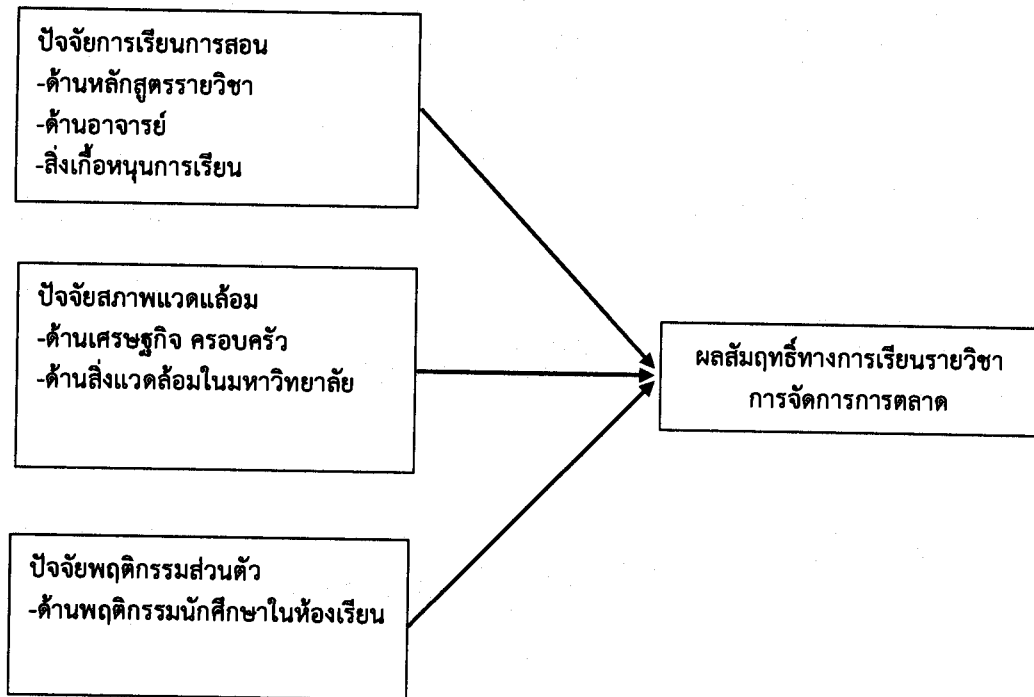 ปัจจัยการเรียนการสอน
-ด้านหลักสูตรรายวิชา
-ด้านอาจารย์
-สิ่งเกื้อหนุนการเรียน
ปัจจัยสภาพแวดแล้อม
-ด้านเศรษฐกิจ ครอบครัว
-ด้านสิ่งแวดล้อมในมหาวิทยาลัย
ปัจจัยพฤติกรรมส่วนตัว
-ด้านพฤติกรรมนักศึกษาในห้องเรียน
ผลสัมฤทธิ์ทางการเรียนรายวิชา
การจัดการการตลาด